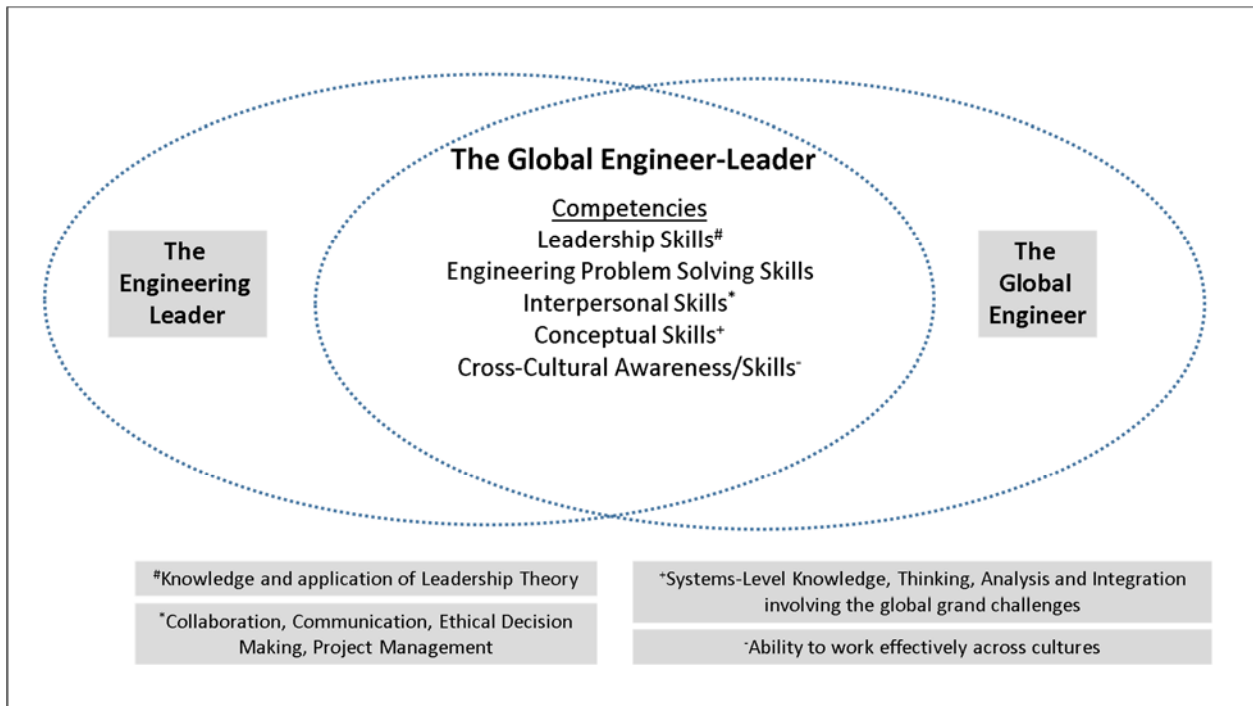 The Global Engineer-Leader
Competencies
Leadership Skills#
Engineering Problem Solving Skills
Interpersonal Skills*
Conceptual Skills+
Cross-Cultural Awareness/Skills-
The
Engineering
Leader
The
Global
Engineer
#Knowledge and application of Leadership Theory
*Collaboration, Communication, Ethical Decision
Making, Project Management
+Systems-Level Knowledge, Thinking, Analysis and Integration
involving the global grand challenges
-Ability to work effectively across cultures